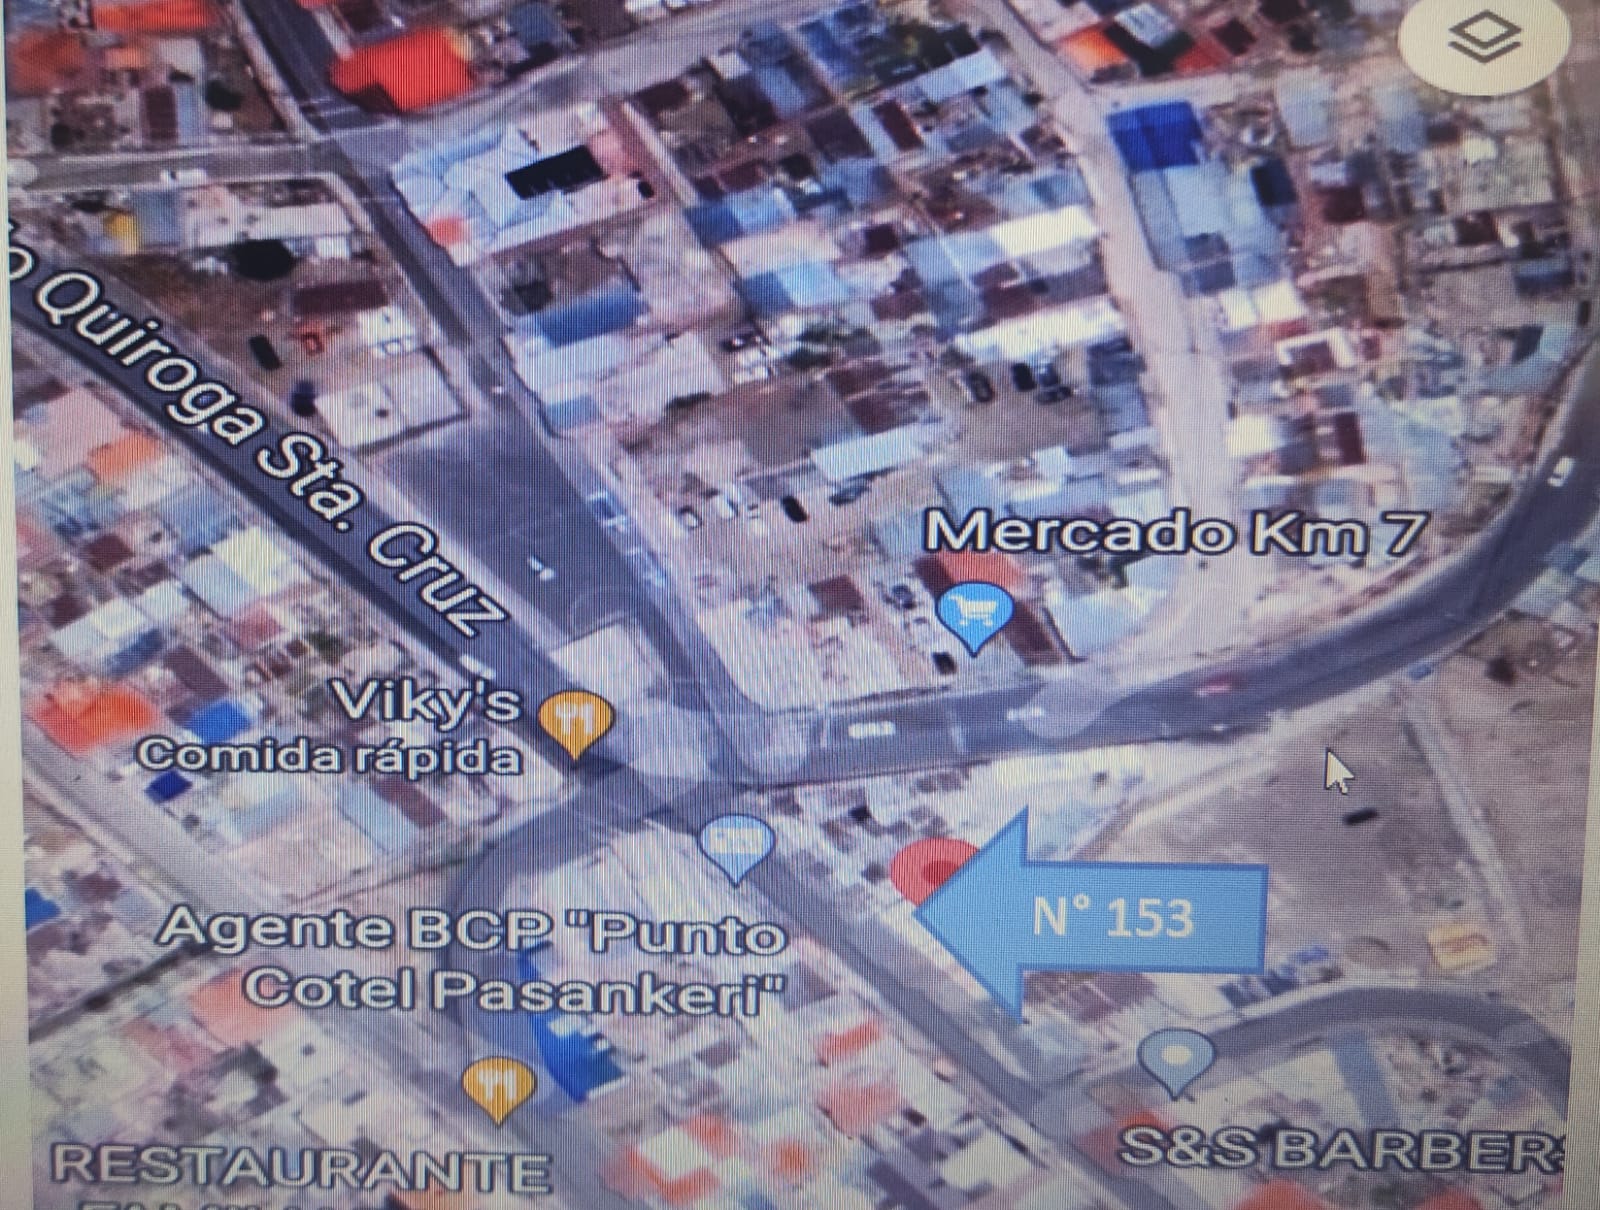 o Quiroga Sta. Cruz
Mercado Km 7
Viky's
Comida rápida
N° 153
Agente BCP "Punto
Cotel Pasankeri"
S&S BARBER
RESTAURANTE